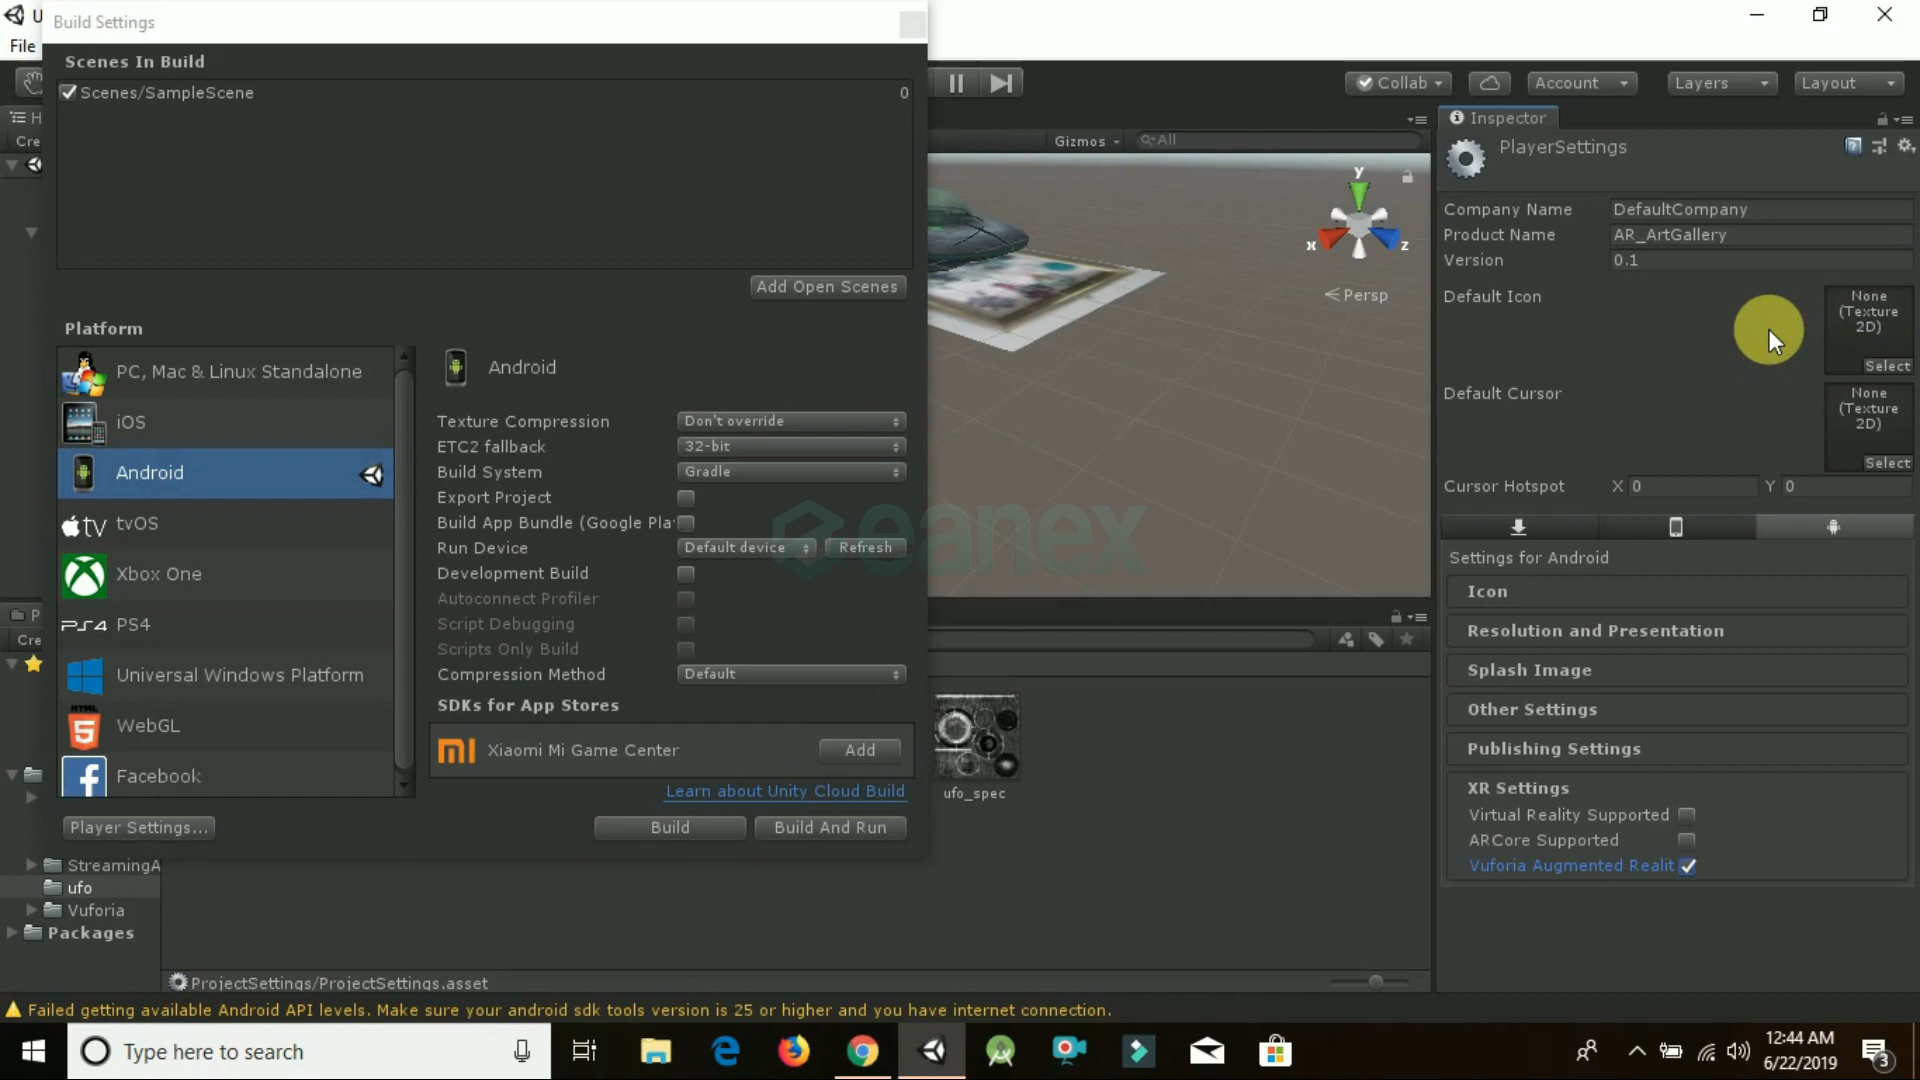 U
Build Settings
File
Scenes In Build
Scenes/SampleScene
0
Add Open Scenes
Platform
PC, Mac & Linux Standalone
iOS
Android
tv
tvOS
Xbox One
PS4
Universal Windows Platform
HTML
5
WebGL
f
Facebook
Player Settings...
Android
Texture Compression
Don't override
ETC2 fallback
32-bit
Build System
Gradle
Export Project
Build App Bundle (Google Pla
Run Device
Default device
Refresh
Development Build
Autoconnect Profiler
Script Debugging
Scripts Only Build
Compression Method
Default
SDKs for App Stores
Xiaomi Mi Game Center
Add
Learn about Unity Cloud Build
Build
Build And Run
H
Cre
P
Cre
StreamingA
ufo
Vuforia
Packages
Collab
Account
Layers
Layout
Gizmos
All
y
x
z
Persp
eanex
ufo_spec
ProjectSettings/ProjectSettings.asset
Inspector
PlayerSettings
Company Name
DefaultCompany
Product Name
AR_ArtGallery
Version
0.1
Default Icon
None
(Texture
2D)
Select
Default Cursor
None
(Texture
2D)
Select
Cursor Hotspot
X 0
Y 0
Settings for Android
Icon
Resolution and Presentation
Splash Image
Other Settings
Publishing Settings
XR Settings
Virtual Reality Supported
ARCore Supported
Vuforia Augmented Realit
Failed getting available Android API levels. Make sure your android sdk tools version is 25 or higher and you have internet connection.
Type here to search
12:44 AM
6/22/2019
3